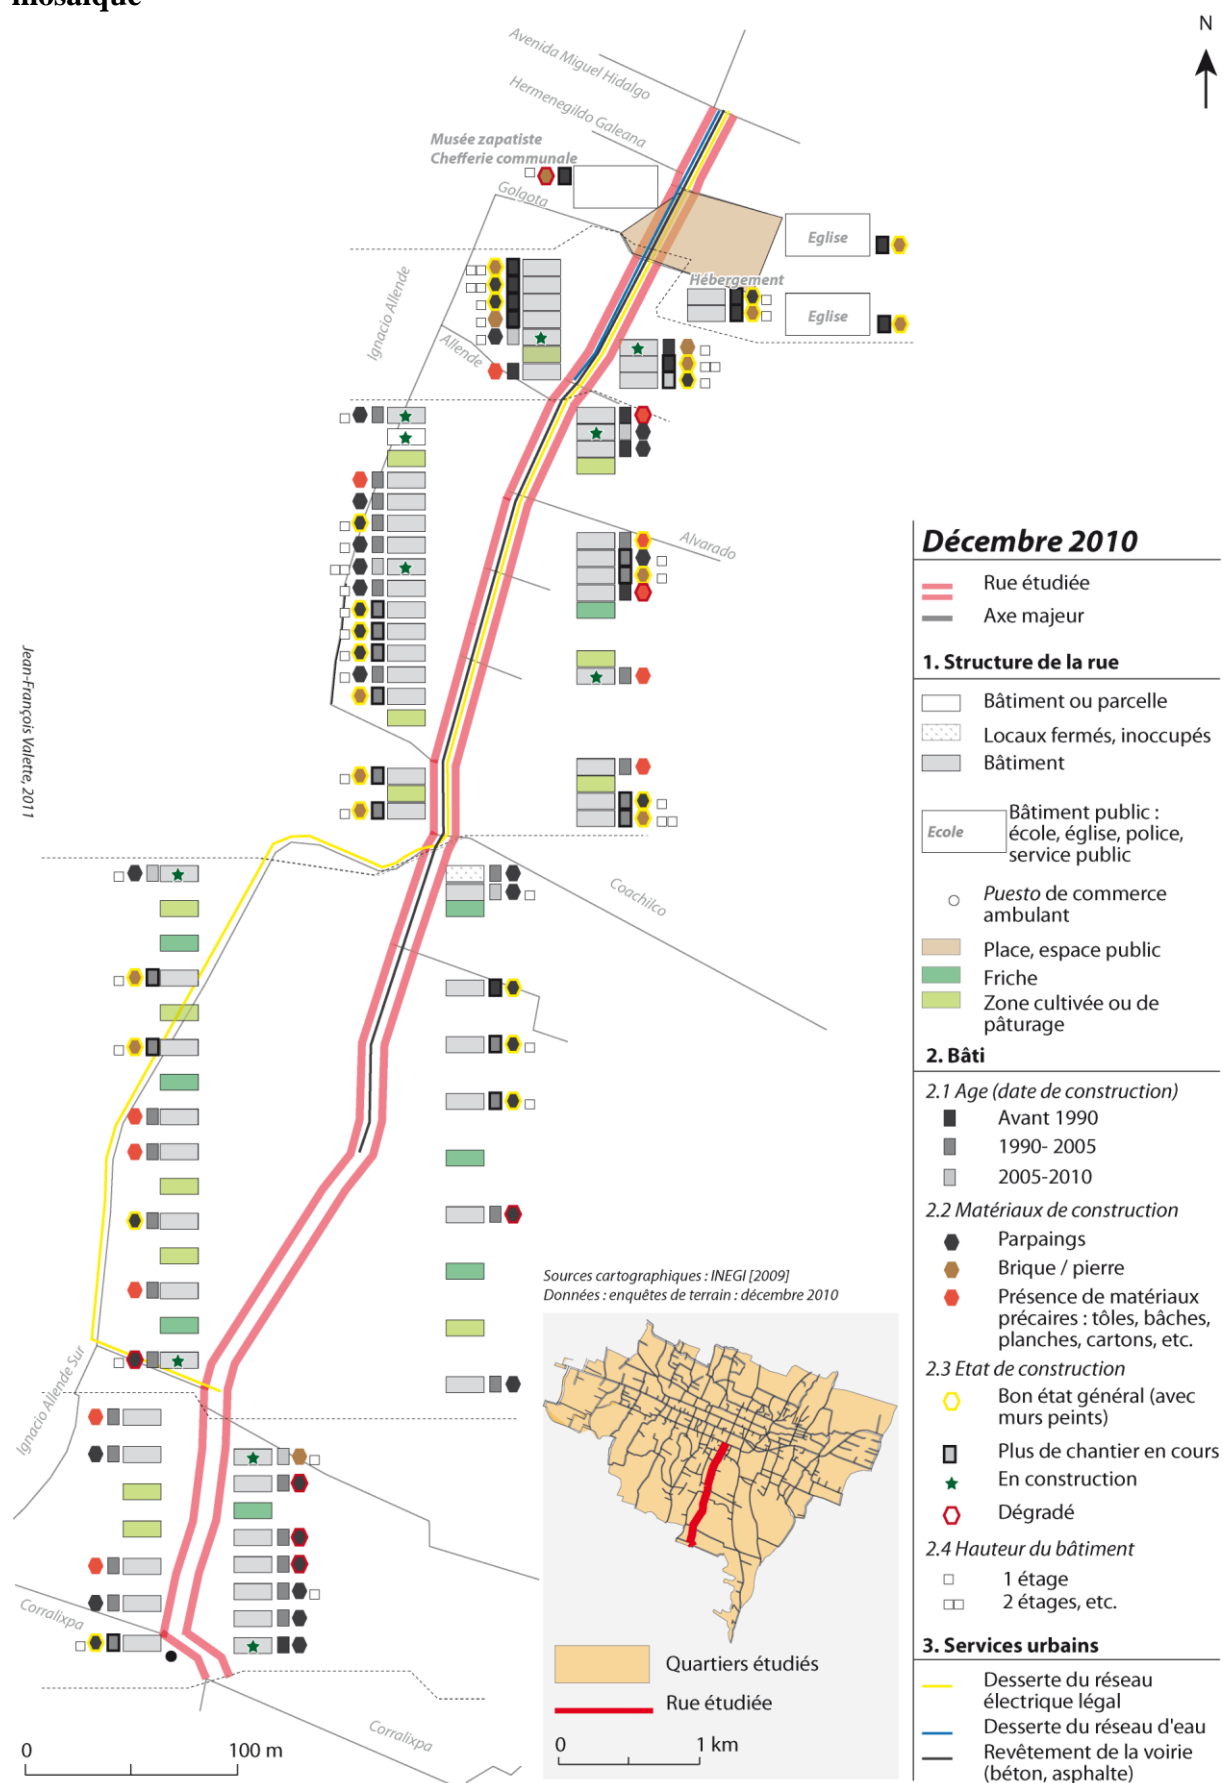 mosaïque
N
Avenida Miguel Hidalgo
Hermenegildo Galeana
Musée zapatiste
Chefferie communale
Golgota
Eglise
Hébergement
Eglise
Ignacio Allende
Allende
Alvarado
Coachilco
Jean-François Valette, 2011
Ignacio Allende Sur
Corralixpa
Corralixpa
0 100 m
Sources cartographiques : INEGI [2009]
Données : enquêtes de terrain : décembre 2010
Quartiers étudiés
Rue étudiée
0 1 km
Décembre 2010
Rue étudiée
Axe majeur
1. Structure de la rue
Bâtiment ou parcelle
Locaux fermés, inoccupés
Bâtiment
Ecole
Bâtiment public :
école, église, police,
service public
Puesto de commerce
ambulant
Place, espace public
Friche
Zone cultivée ou de
pâturage
2. Bâti
2.1 Age (date de construction)
Avant 1990
1990- 2005
2005-2010
2.2 Matériaux de construction
Parpaings
Brique / pierre
Présence de matériaux
précaires : tôles, bâches,
planches, cartons, etc.
2.3 Etat de construction
Bon état général (avec
murs peints)
Plus de chantier en cours
En construction
Dégradé
2.4 Hauteur du bâtiment
1 étage
2 étages, etc.
3. Services urbains
Desserte du réseau
électrique légal
Desserte du réseau d'eau
Revêtement de la voirie
(béton, asphalte)